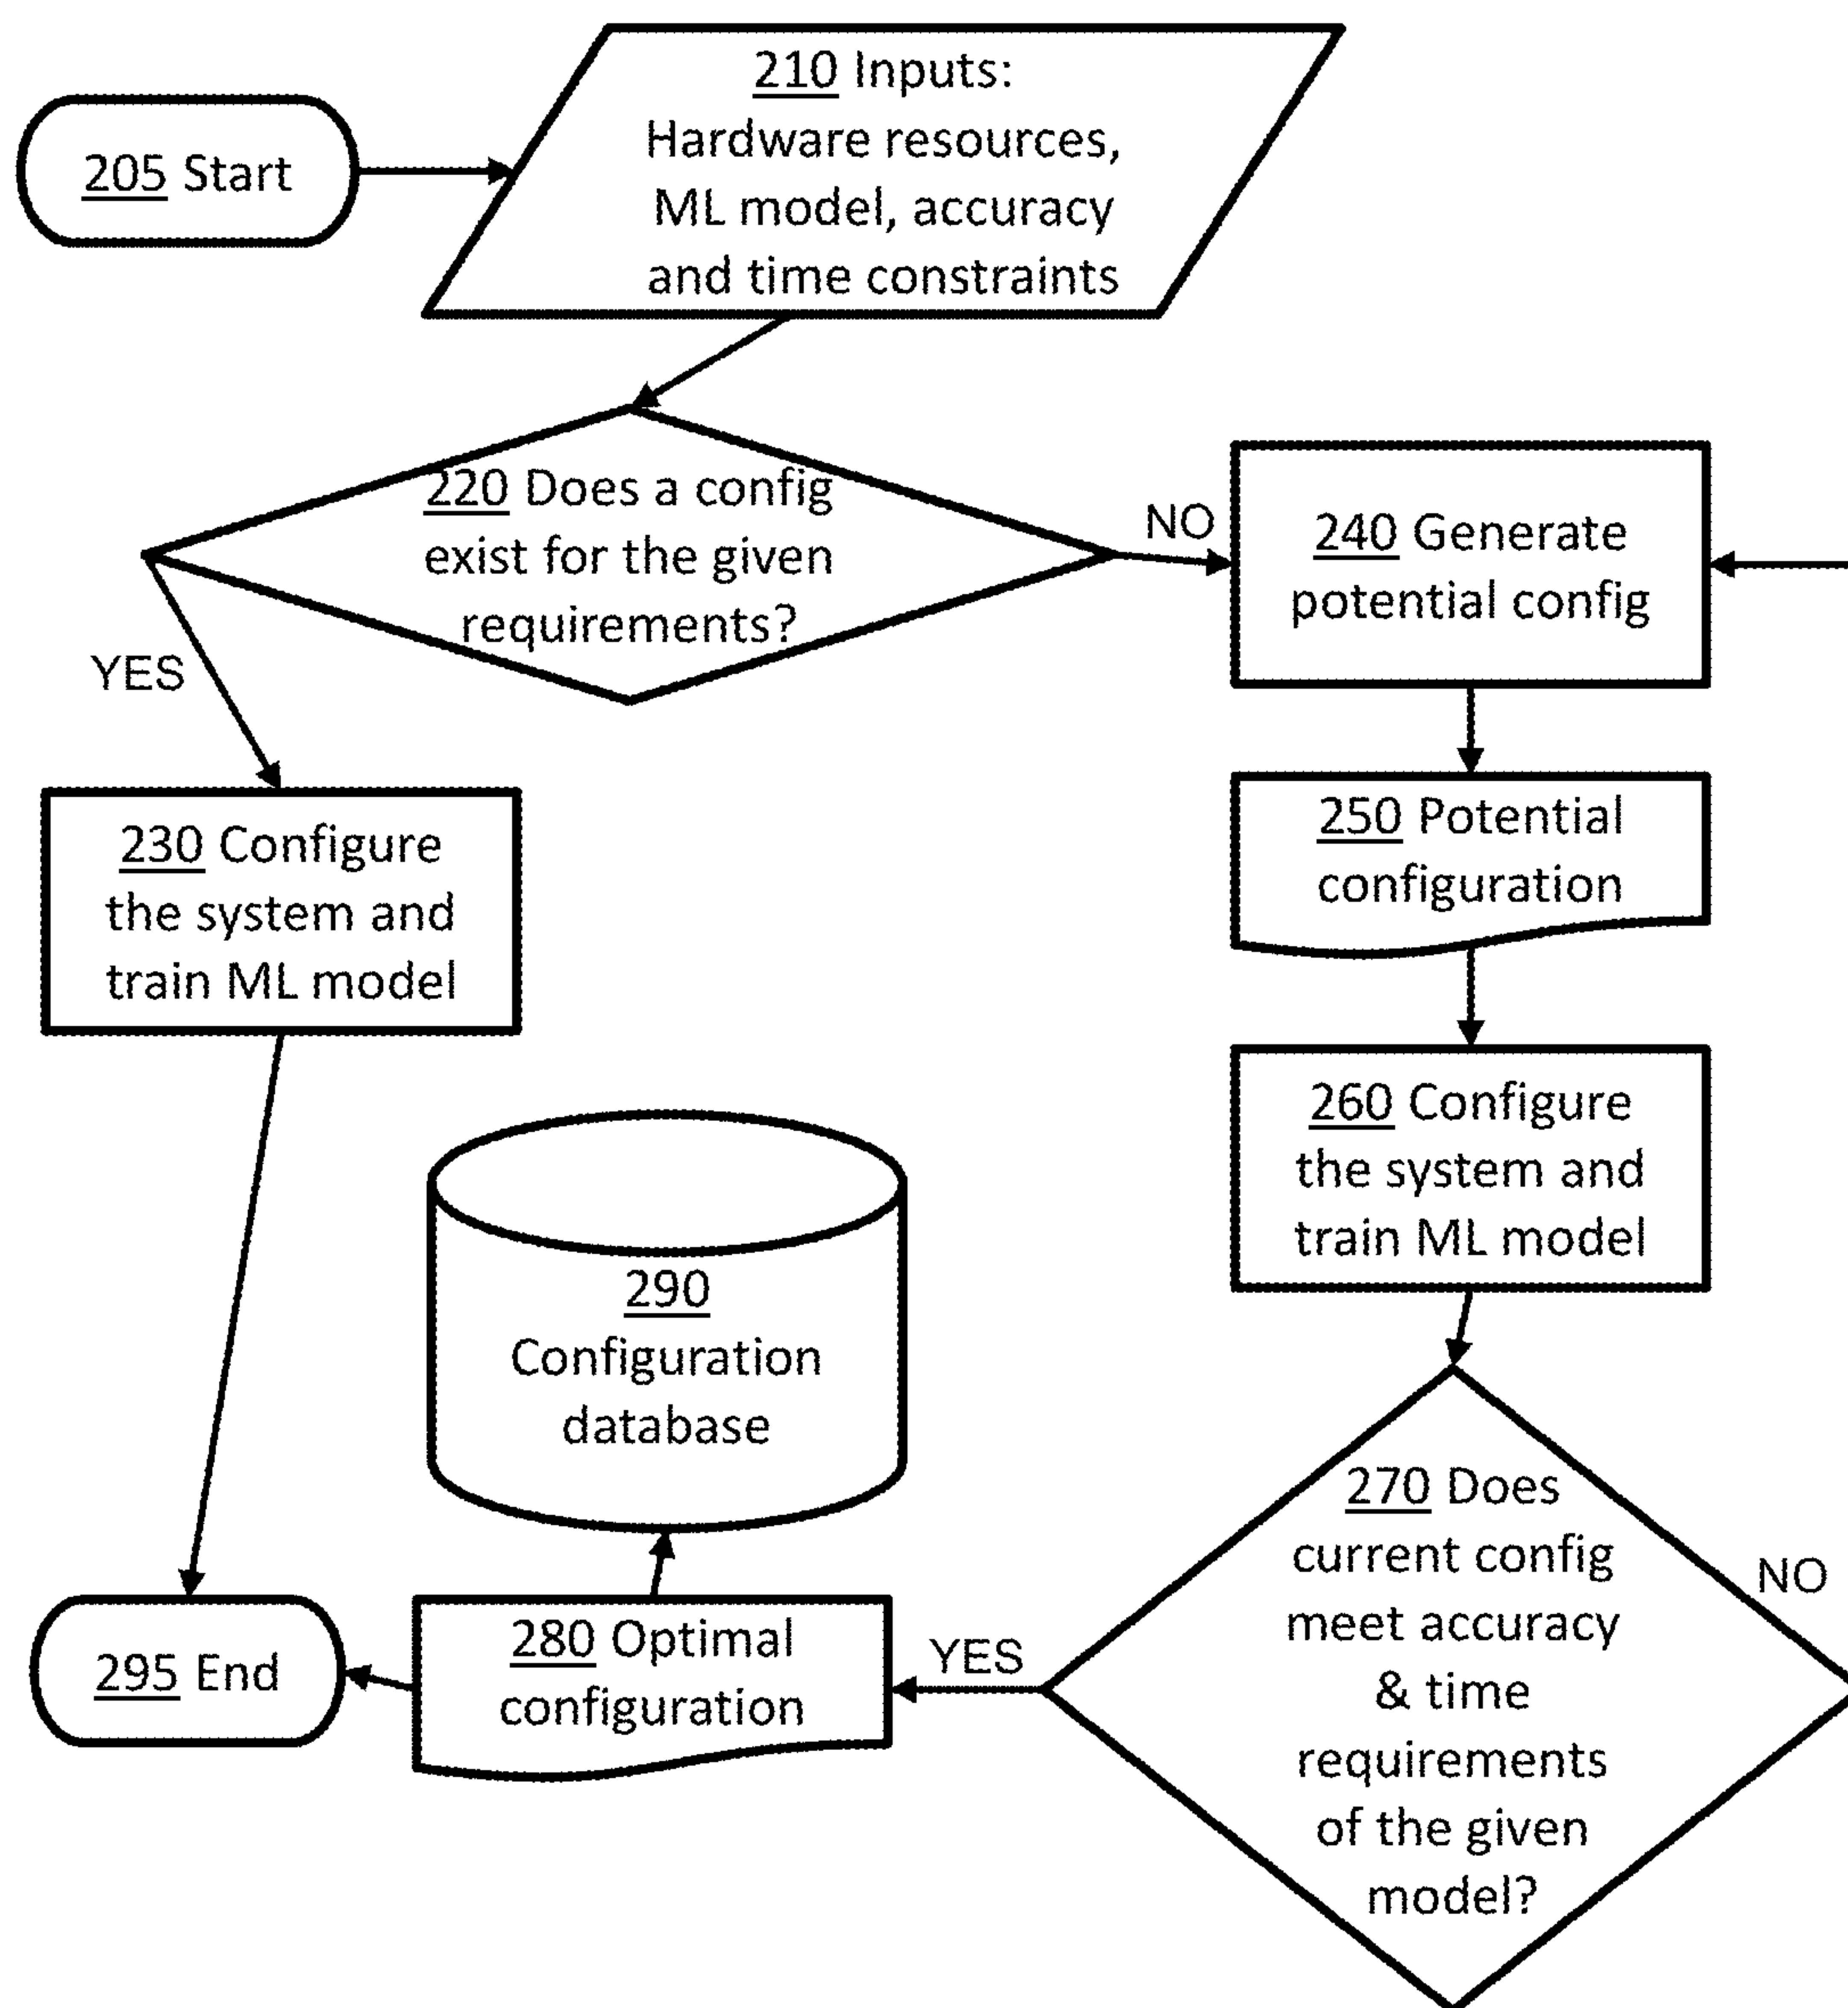 205 Start
210 Inputs:
Hardware resources,
ML model, accuracy
and time constraints
220 Does a config
exist for the given
requirements?
NO
YES
240 Generate
potential config
230 Configure
the system and
train ML model
250 Potential
configuration
260 Configure
the system and
train ML model
290
Configuration
database
270 Does
current config
meet accuracy
& time
requirements
of the given
model?
NO
YES
280 Optimal
configuration
295 End